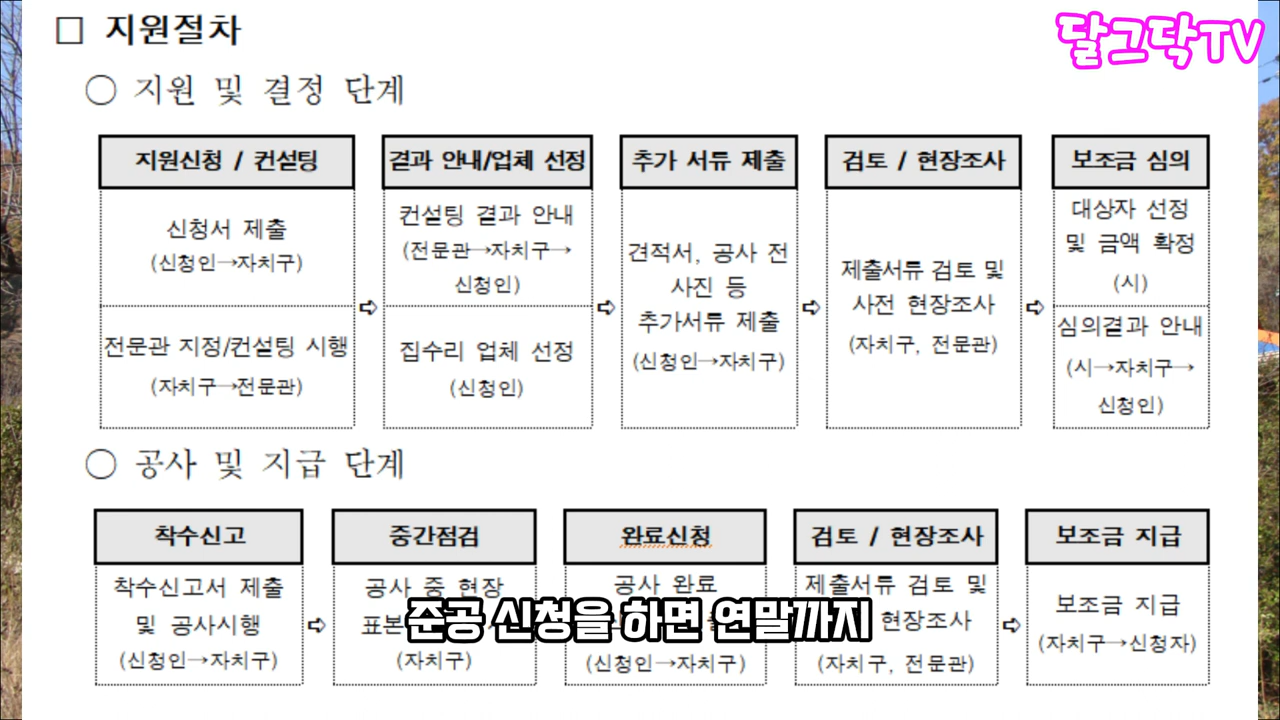 □ 지원절차
달그닥TV
○ 지원 및 결정 단계
지원신청 / 컨설팅
신청서 제출
(신청인→자치구)
전문관 지정/컨설팅 시행
(자치구→전문관)
⇨
결과 안내/업체 선정
컨설팅 결과 안내
(전문관→자치구→
신청인)
집수리 업체 선정
(신청인)
⇨
추가 서류 제출
견적서, 공사 전
사진 등
추가서류 제출
(신청인→자치구)
⇨
검토 / 현장조사
제출서류 검토 및
사전 현장조사
(자치구, 전문관)
⇨
보조금 심의
대상자 선정
및 금액 확정
(시)
심의결과 안내
(시→자치구→
신청인)
○ 공사 및 지급 단계
착수신고
착수신고서 제출
및 공사시행
(신청인→자치구)
⇨
중간점검
공사 중 현장
표본
(자치구)
완료신청
공사 완료
(신청인→자치구)
검토 / 현장조사
제출서류 검토 및
현장조사
(자치구, 전문관)
⇨
보조금 지급
보조금 지급
(자치구→신청자)
준공 신청을 하면 연말까지